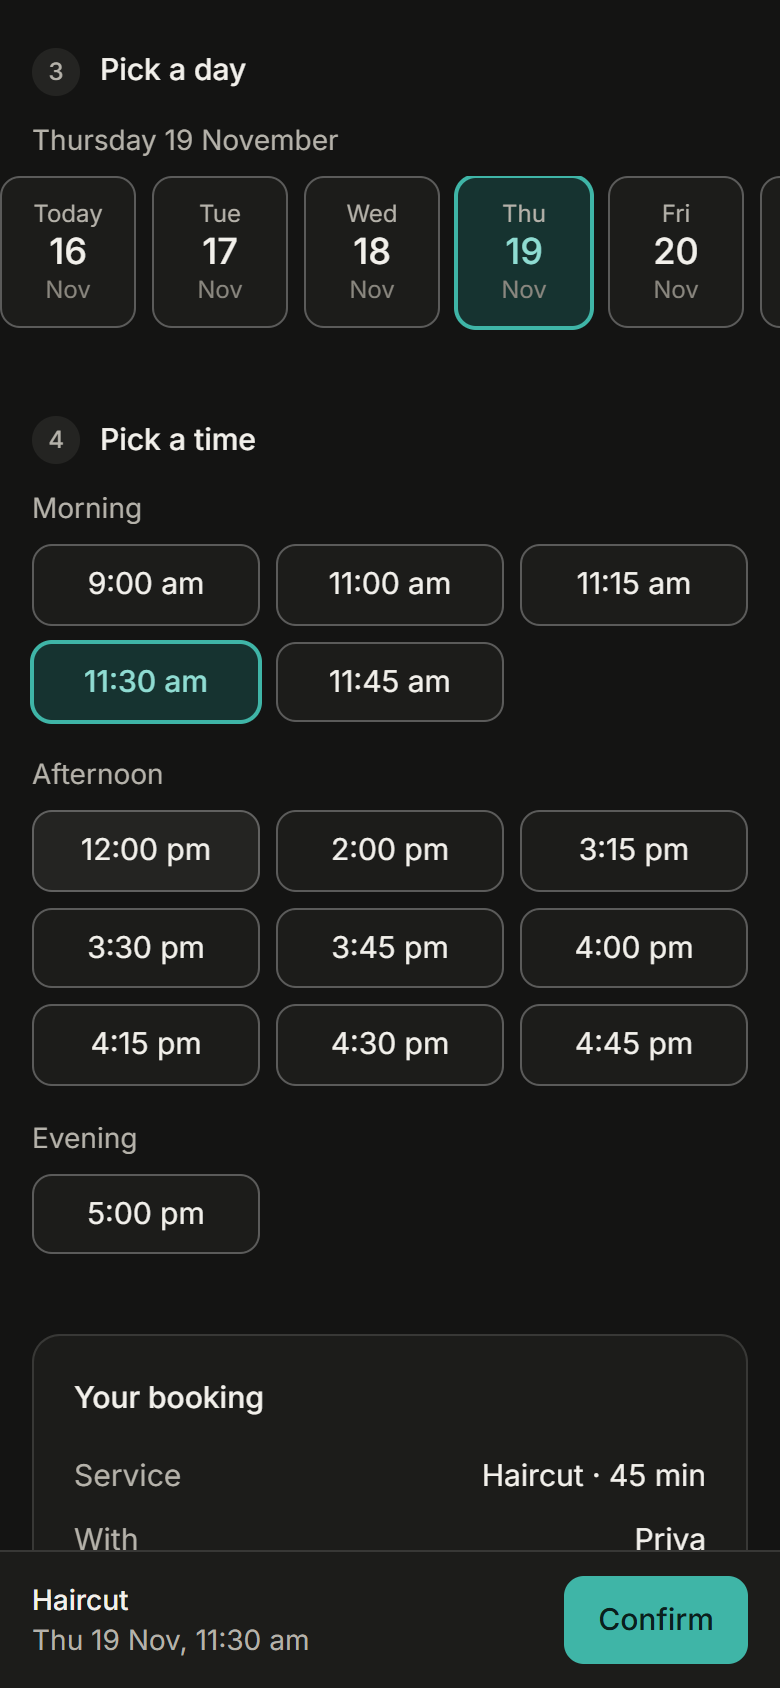 3 Pick a day
Thursday 19 November
Today Tue Wed Thu Fri
16 17 18 19 20
Nov Nov Nov Nov Nov
4 Pick a time
Morning
9:00 am 11:00 am 11:15 am
11:30 am 11:45 am
Afternoon
12:00 pm 2:00 pm 3:15 pm
3:30 pm 3:45 pm 4:00 pm
4:15 pm 4:30 pm 4:45 pm
Evening
5:00 pm
Your booking
Service Haircut · 45 min
With Priya
Haircut
Thu 19 Nov, 11:30 am
Confirm